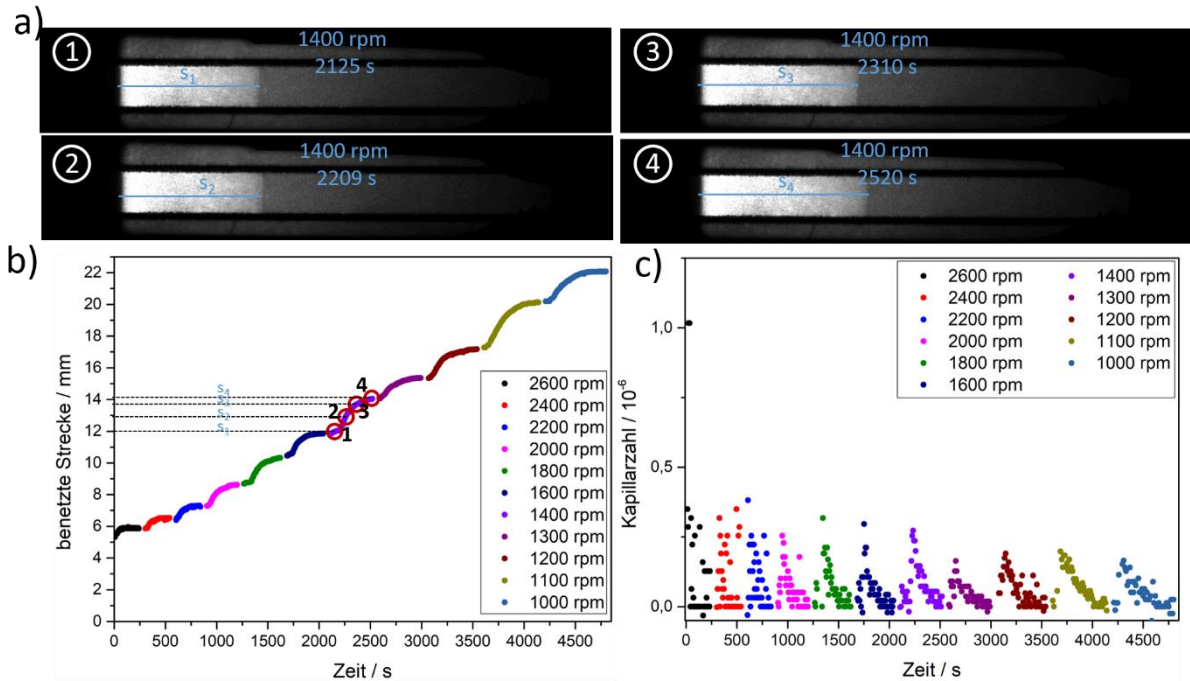 a)
1
1400 rpm
2125 s
s1
2
1400 rpm
2209 s
s2
3
1400 rpm
2310 s
s3
4
1400 rpm
2520 s
s4
b)
benetzte Strecke / mm
22
20
18
16
14
12
10
8
6
4
2
0
s4
s3
s2
s1
4
2
3
1
2600 rpm
2400 rpm
2200 rpm
2000 rpm
1800 rpm
1600 rpm
1400 rpm
1300 rpm
1200 rpm
1100 rpm
1000 rpm
0 500 1000 1500 2000 2500 3000 3500 4000 4500
Zeit / s
c)
Kapillarzahl / 10⁻⁶
1,0
0,5
0,0
2600 rpm
2400 rpm
2200 rpm
2000 rpm
1800 rpm
1600 rpm
1400 rpm
1300 rpm
1200 rpm
1100 rpm
1000 rpm
0 500 1000 1500 2000 2500 3000 3500 4000 4500
Zeit / s